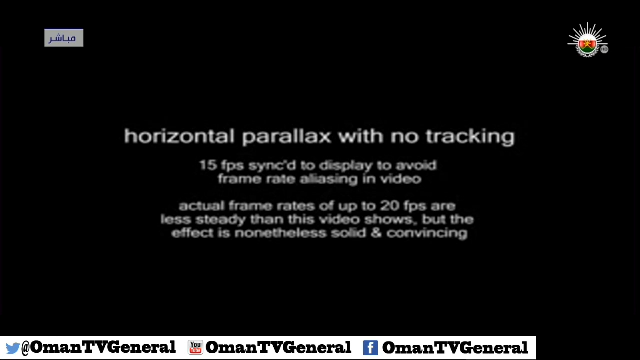 مباشر
horizontal parallax with no tracking
15 fps sync'd to display to avoid
frame rate aliasing in video
actual frame rates of up to 20 fps are
less steady than this video shows, but the
effect is nonetheless solid & convincing
@OmanTVGeneral You Tube OmanTVGeneral f OmanTVGeneral